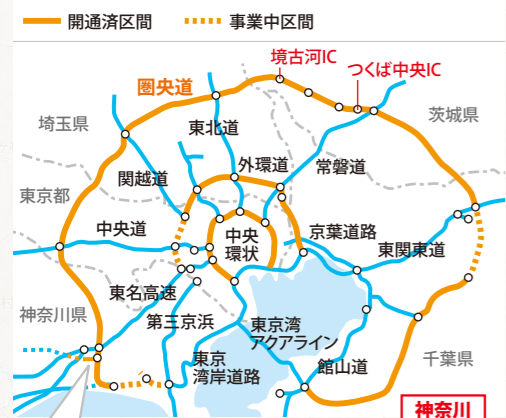 開通済区間
事業中区間
境古河IC
つくば中央IC
圏央道
埼玉県
東北道
茨城県
外環道
常磐道
関越道
東京都
中央道
中央
環状
京葉道路
東関東道
東名高速
神奈川県
第三京浜
東京湾
アクアライン
東京
湾岸道路
館山道
千葉県
神奈川